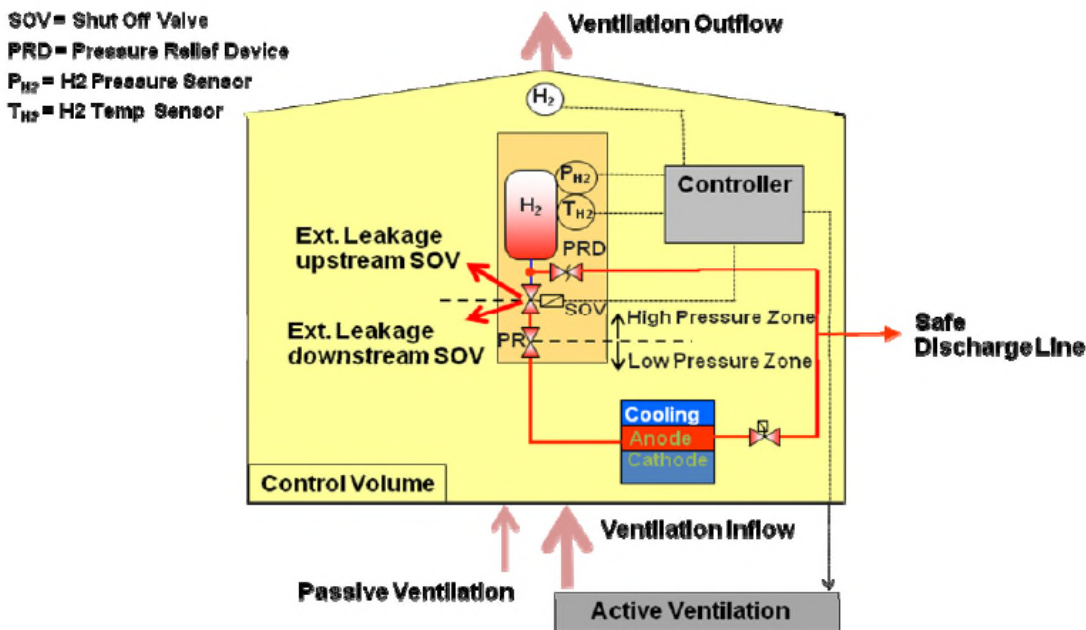 SOV = Shut Off Valve
PRD = Pressure Relief Device
PH2 = H2 Pressure Sensor
TH2 = H2 Temp Sensor
Ventilation Outflow
H2
PH2
Controller
H2
TH2
PRD
Ext. Leakage
upstream SOV
SOV
High Pressure Zone
Ext. Leakage
downstream SOV
PR
Low Pressure Zone
Safe
Discharge Line
Cooling
Anode
Cathode
Control Volume
Ventilation Inflow
Passive Ventilation
Active Ventilation